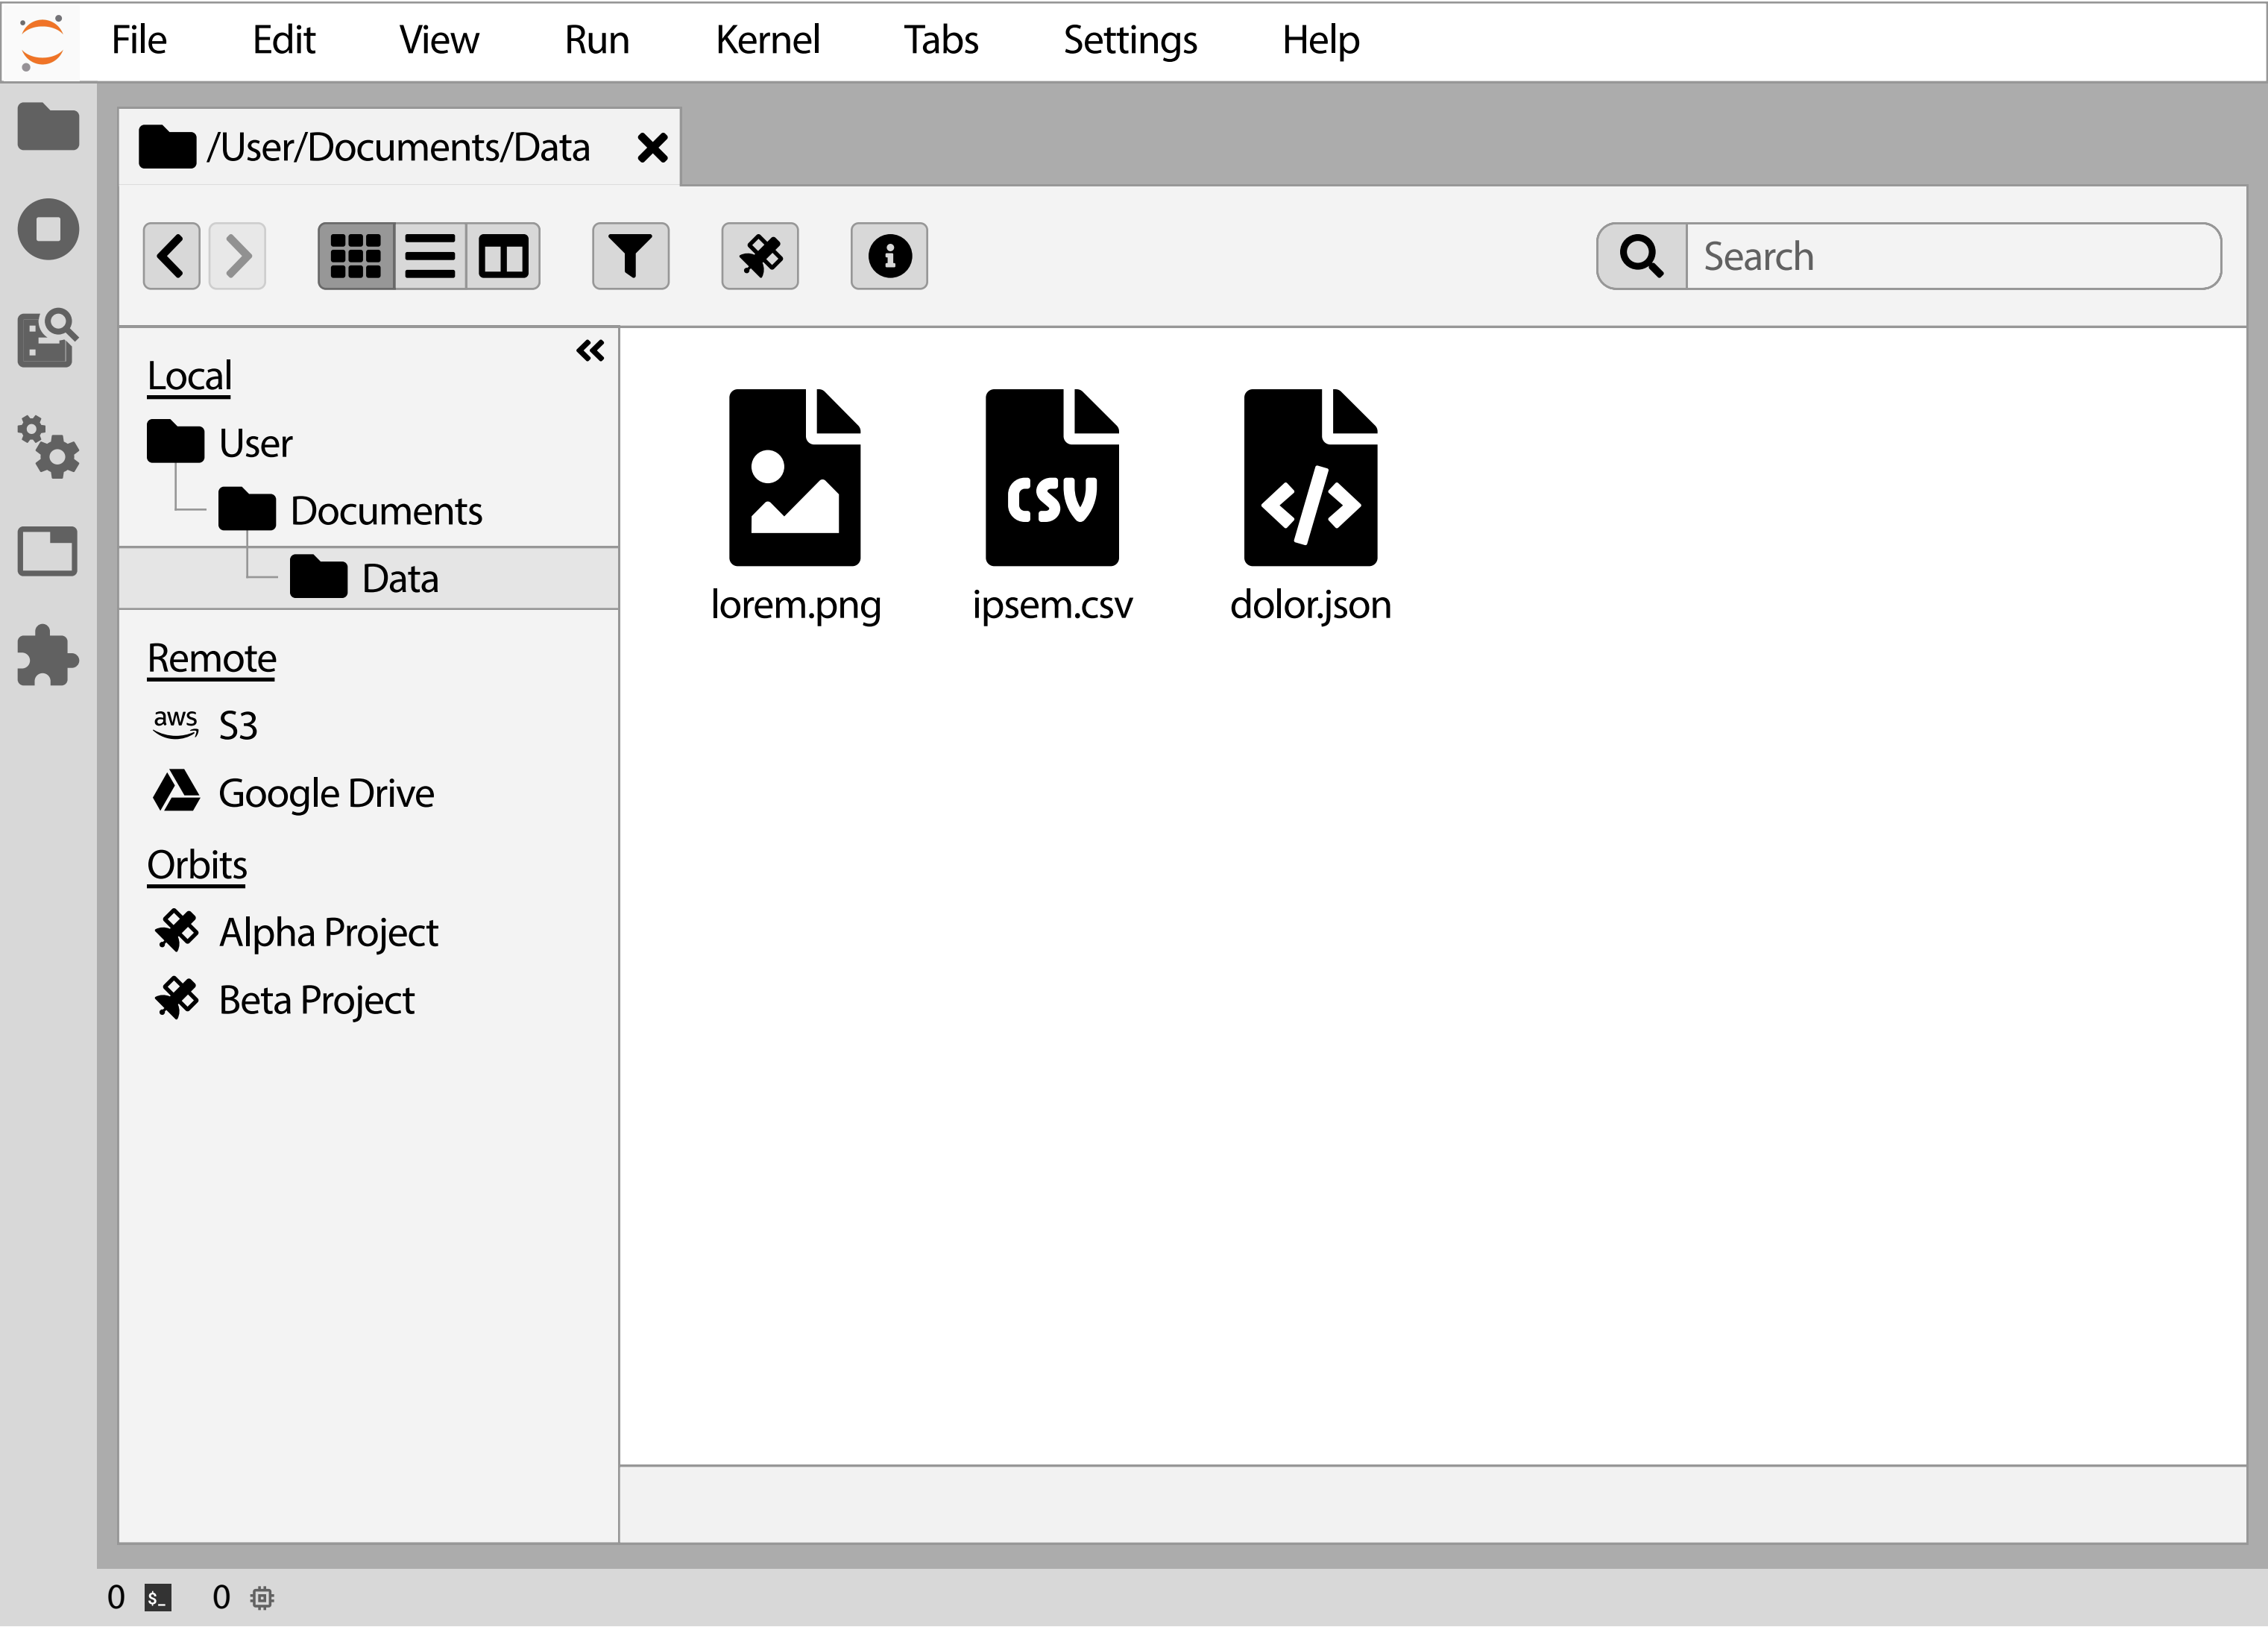 File Edit View Run Kernel Tabs Settings Help
/User/Documents/Data
Search
Local
User
Documents
Data
Remote
aws S3
Google Drive
Orbits
Alpha Project
Beta Project
CSV
</>
lorem.png ipsem.csv dolor.json
0 $_ 0